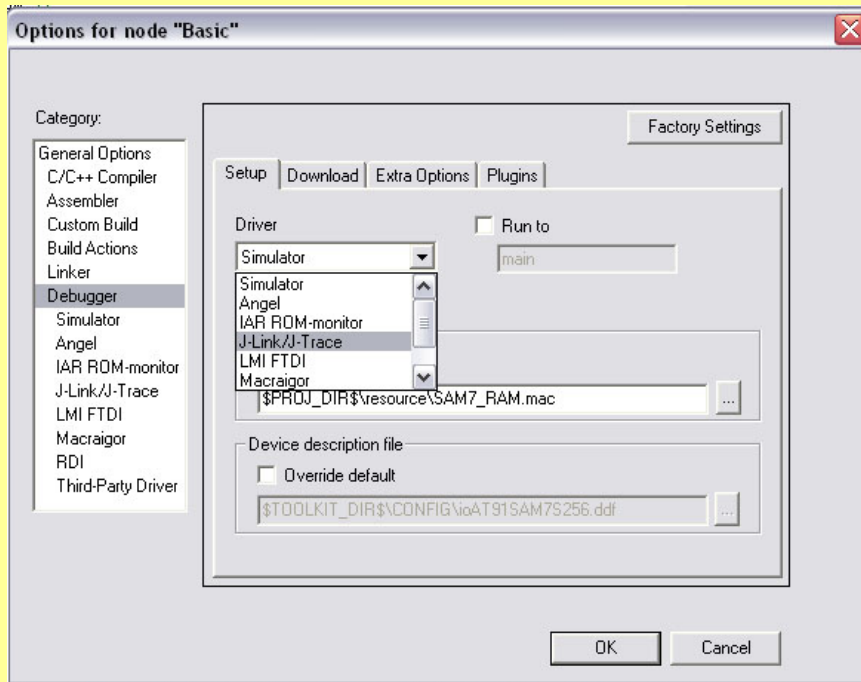 Options for node "Basic"
Category:
General Options
C/C++ Compiler
Assembler
Custom Build
Build Actions
Linker
Debugger
Simulator
Angel
IAR ROM-monitor
J-Link/J-Trace
LMI FTDI
Macraigor
RDI
Third-Party Driver
Factory Settings
Setup Download Extra Options Plugins
Driver
Run to
Simulator
main
Simulator
Angel
IAR ROM-monitor
J-Link/J-Trace
LMI FTDI
Macraigor
$PROJ_DIR$\resource\SAM7_RAM.mac
...
Device description file
Override default
$TOOLKIT_DIR$\CONFIG\ioAT91SAM7S256.ddf
...
OK Cancel